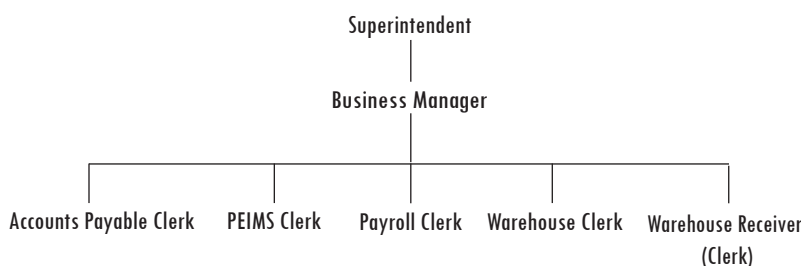 Superintendent
Business Manager
Accounts Payable Clerk
PEIMS Clerk
Payroll Clerk
Warehouse Clerk
Warehouse Receiver
(Clerk)